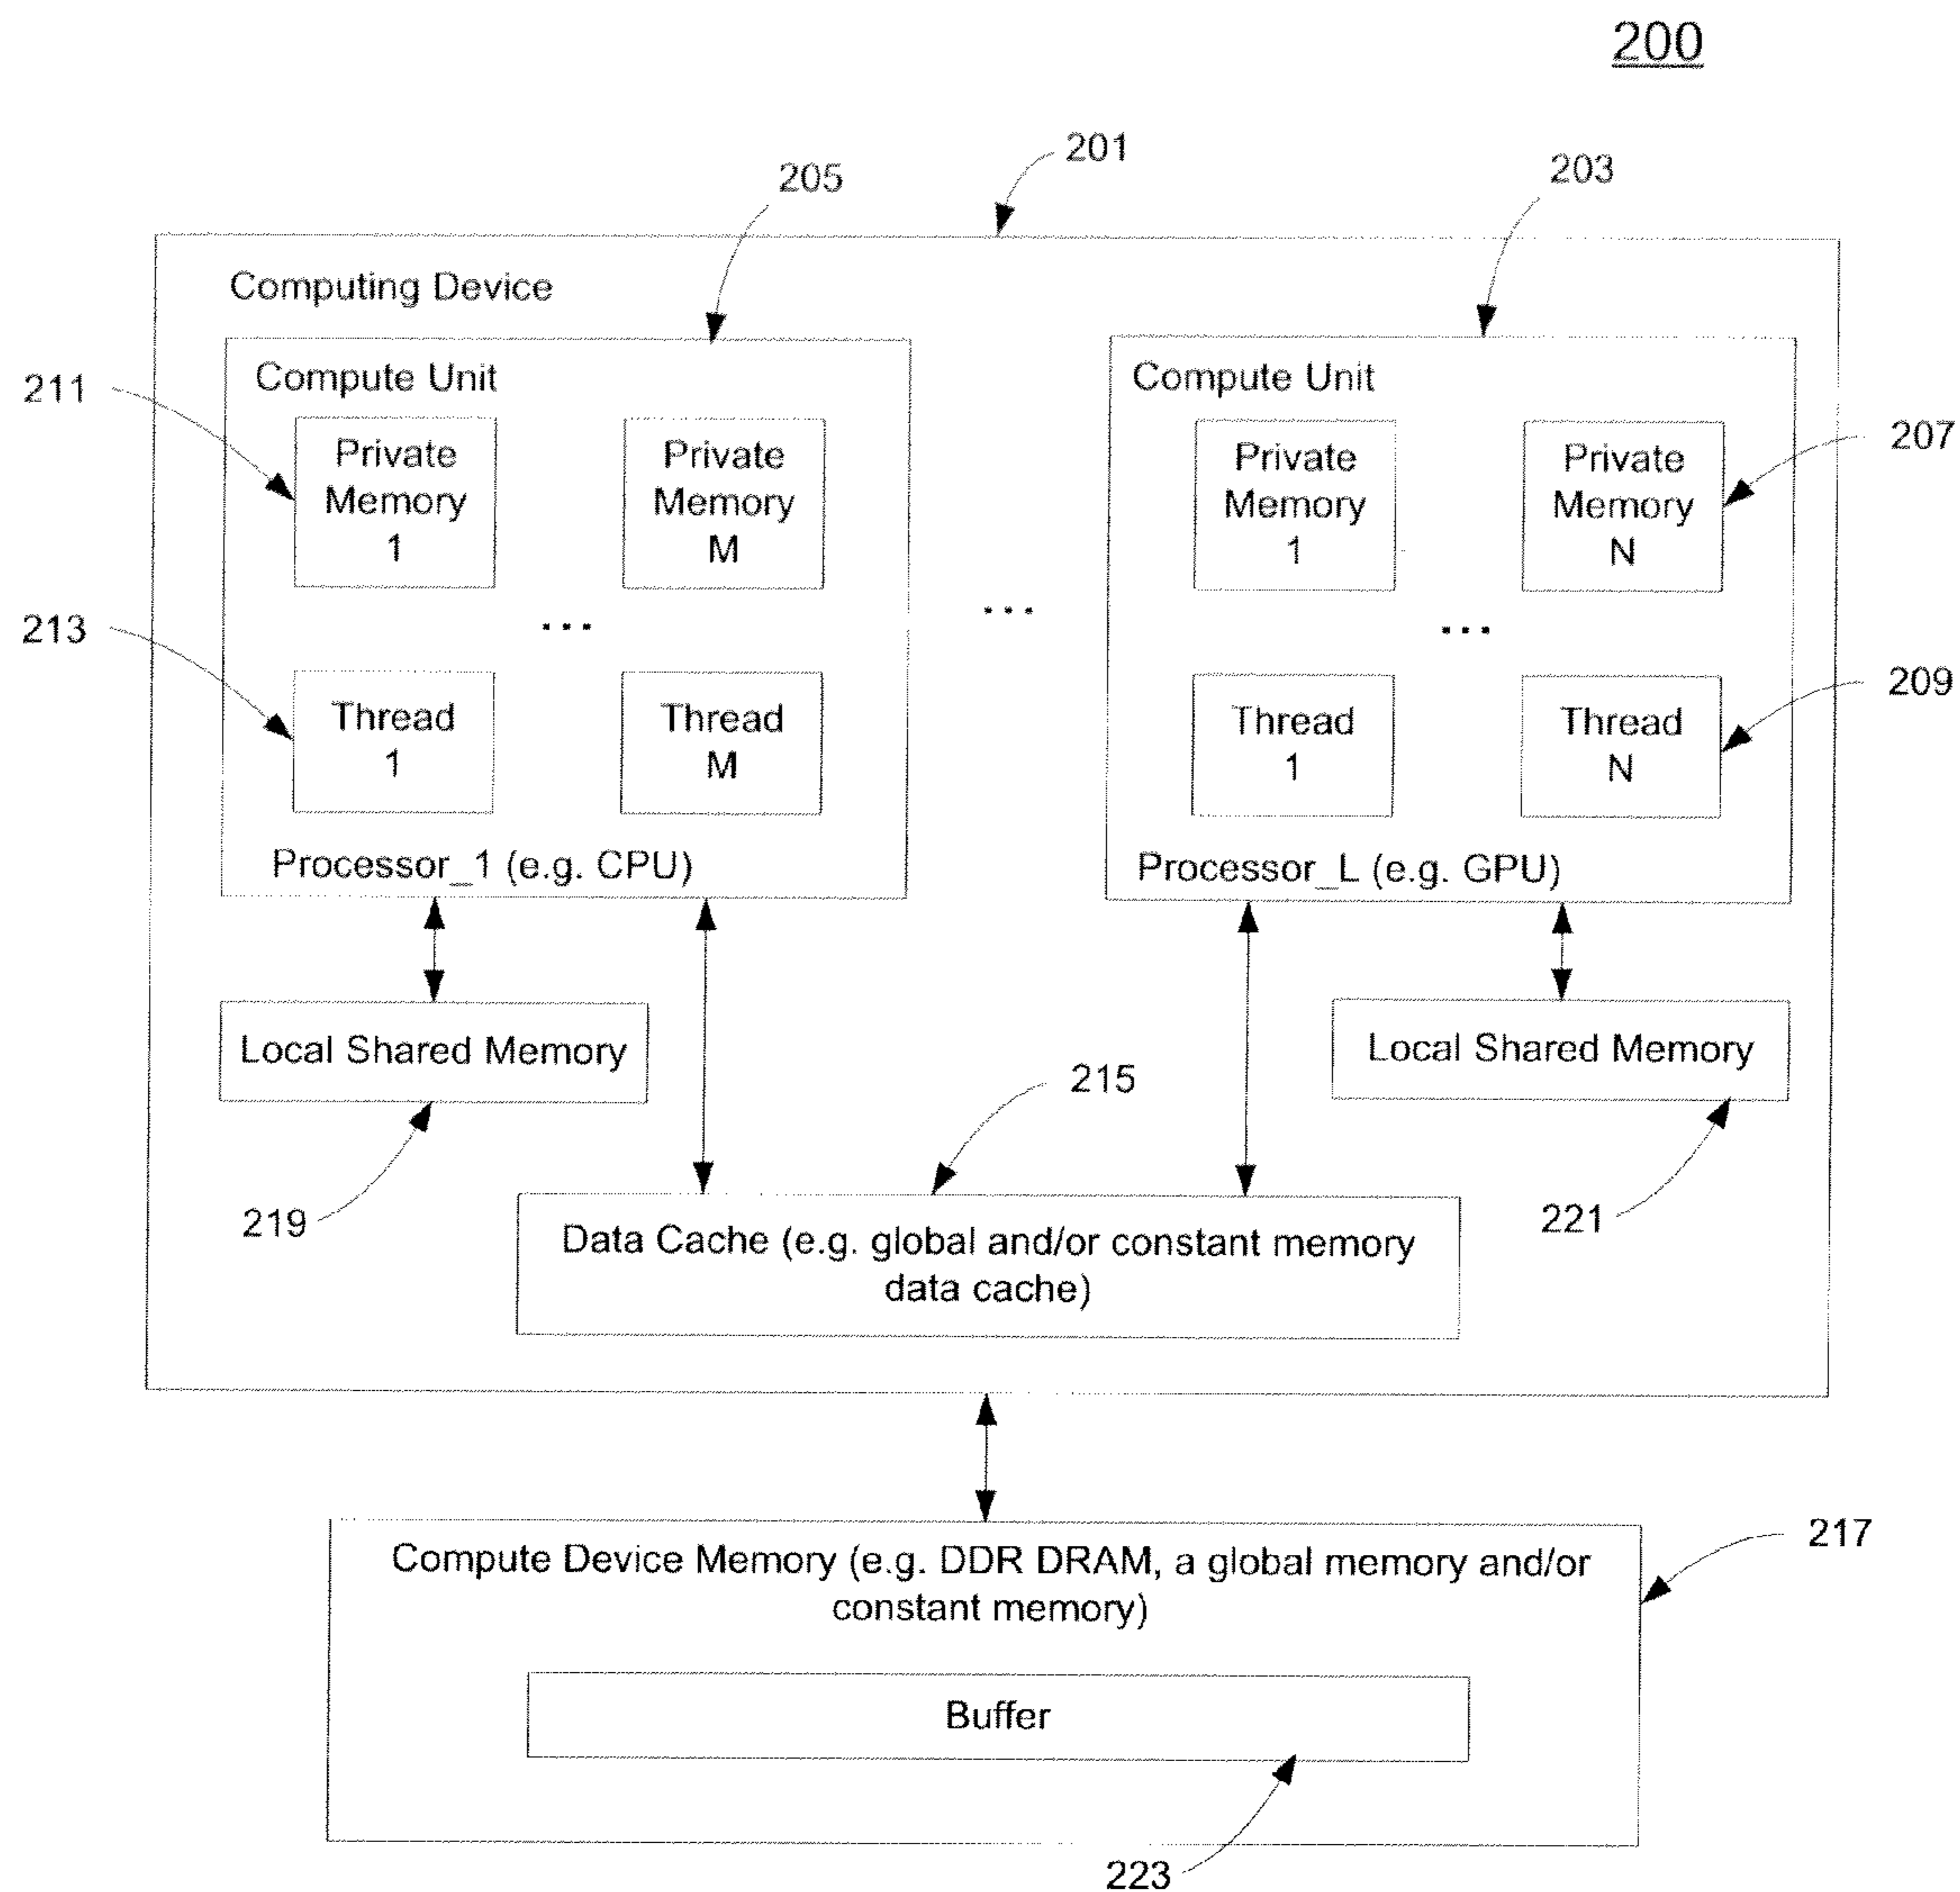 200
201
205
203
Computing Device
Compute Unit
Compute Unit
211
Private
Memory
1
Private
Memory
M
Private
Memory
1
Private
Memory
N
207
...
...
...
213
Thread
1
Thread
M
Thread
1
Thread
N
209
Processor_1 (e.g. CPU)
Processor_L (e.g. GPU)
Local Shared Memory
Local Shared Memory
215
219
221
Data Cache (e.g. global and/or constant memory
data cache)
217
Compute Device Memory (e.g. DDR DRAM, a global memory and/or
constant memory)
Buffer
223